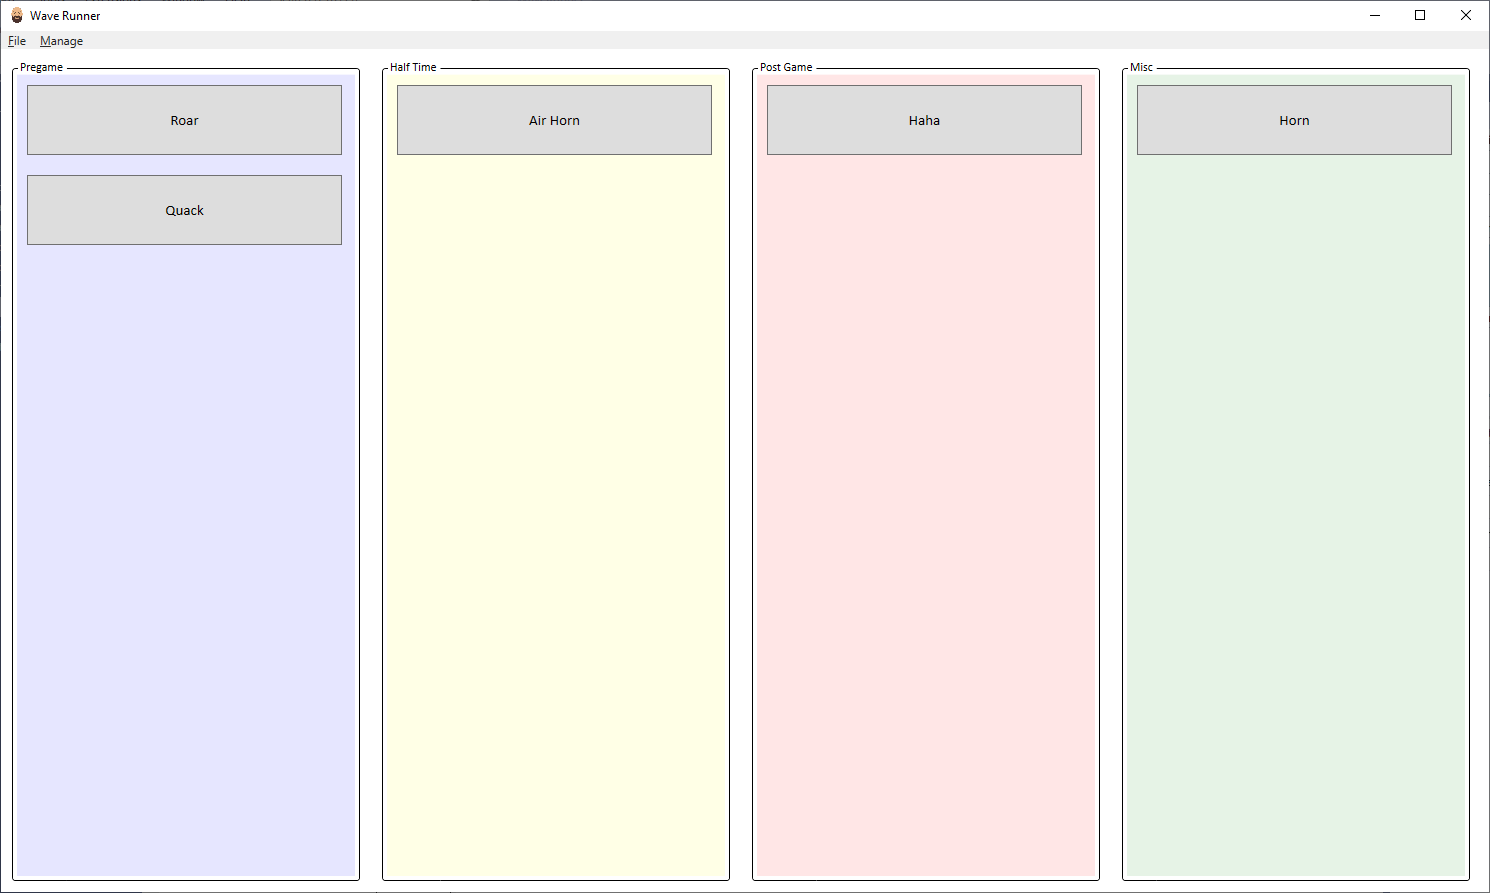 Wave Runner
File Manage
Pregame
Roar
Quack
Half Time
Air Horn
Post Game
Haha
Misc
Horn